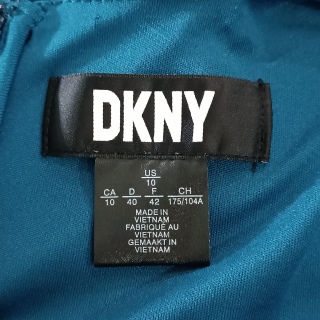 DKNY
US
10
CA D F CH
10 40 42 175/104A
MADE IN
VIETNAM
FABRIQUÉ AU
VIETNAM
GEMAAKT IN
VIETNAM